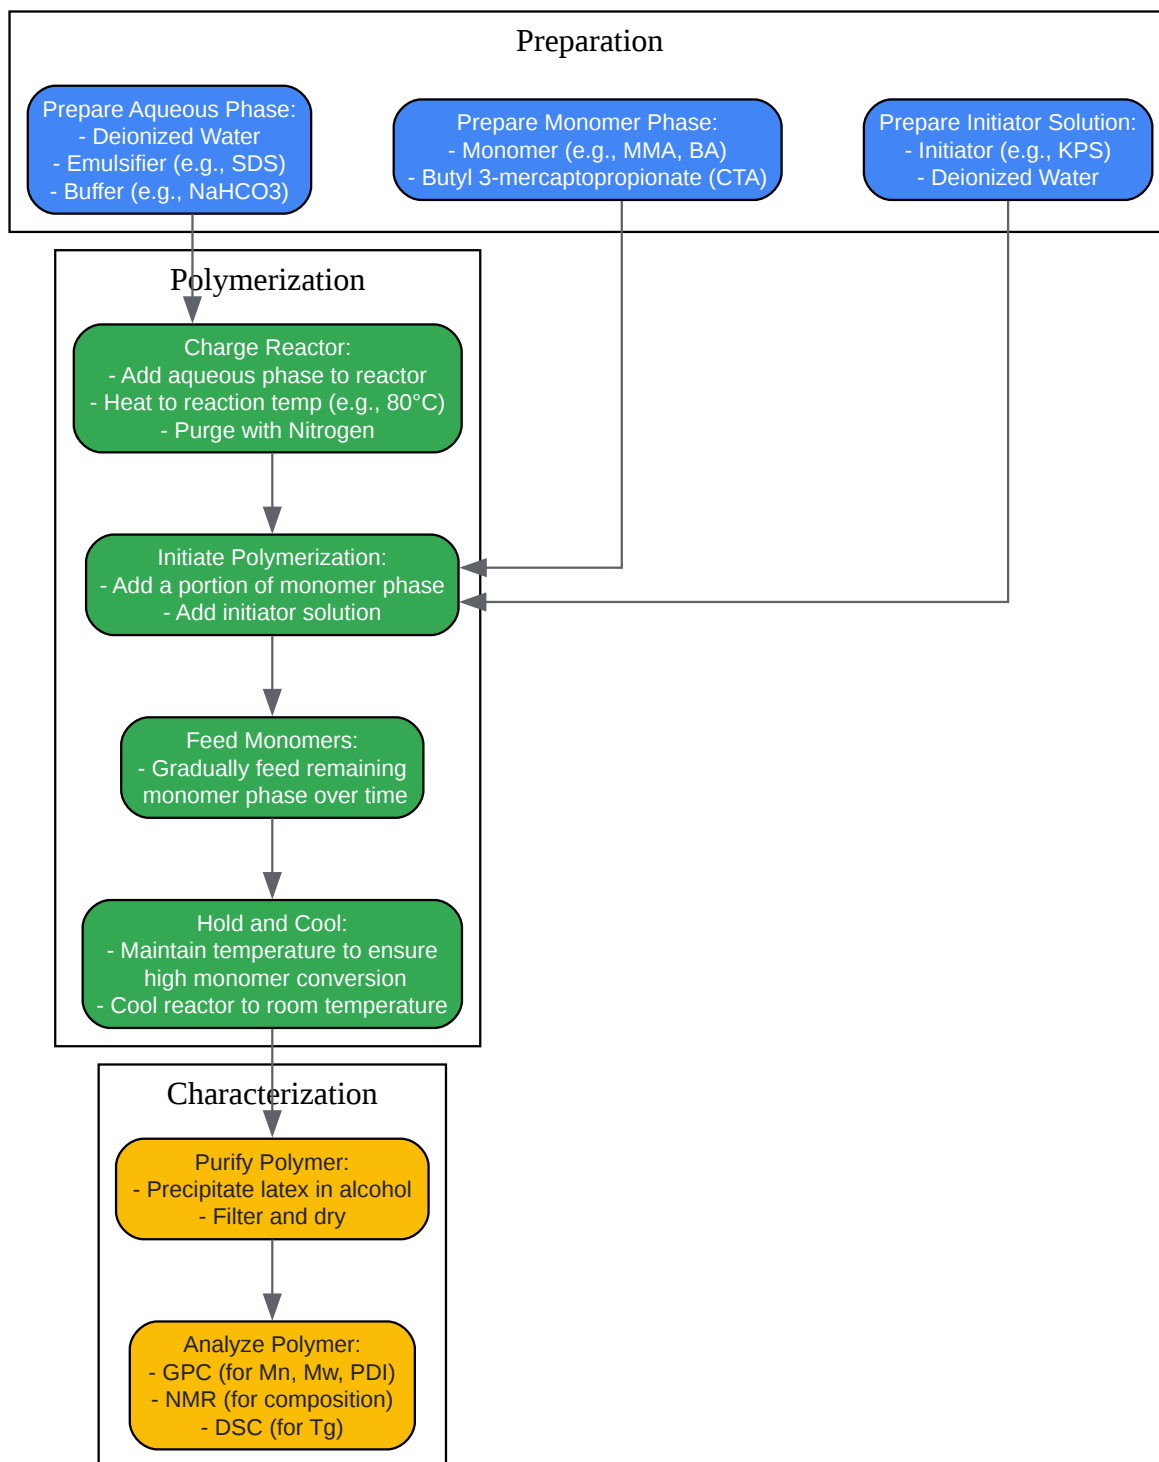 Preparation
Prepare Aqueous Phase:
- Deionized Water
- Emulsifier (e.g., SDS)
- Buffer (e.g., NaHCO3)
Prepare Monomer Phase:
- Monomer (e.g., MMA, BA)
- Butyl 3-mercaptopropionate (CTA)
Prepare Initiator Solution:
- Initiator (e.g., KPS)
- Deionized Water
Polymerization
Charge Reactor:
- Add aqueous phase to reactor
- Heat to reaction temp (e.g., 80°C)
- Purge with Nitrogen
Initiate Polymerization:
- Add a portion of monomer phase
- Add initiator solution
Feed Monomers:
- Gradually feed remaining
monomer phase over time
Hold and Cool:
- Maintain temperature to ensure
high monomer conversion
- Cool reactor to room temperature
Characterization
Purify Polymer:
- Precipitate latex in alcohol
- Filter and dry
Analyze Polymer:
- GPC (for Mn, Mw, PDI)
- NMR (for composition)
- DSC (for Tg)